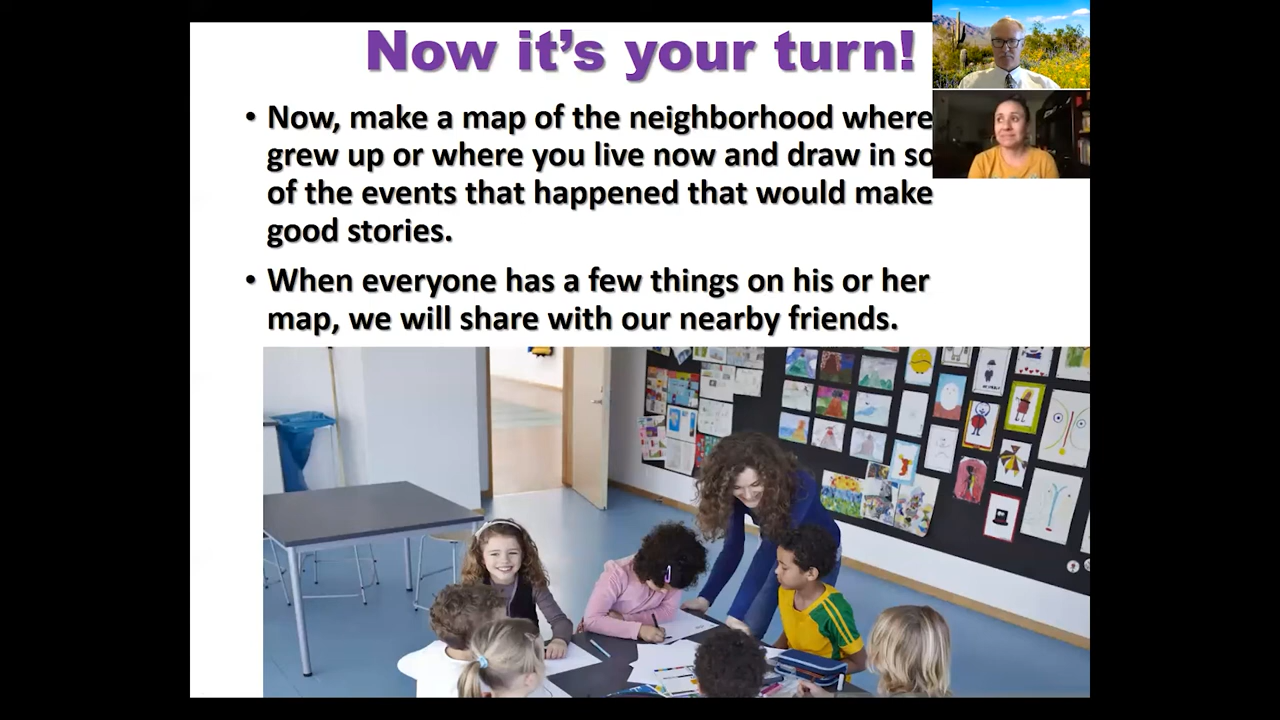 Now it's your turn!
• Now, make a map of the neighborhood where
grew up or where you live now and draw in
of the events that happened that would make
good stories.
• When everyone has a few things on his or her
map, we will share with our nearby friends.